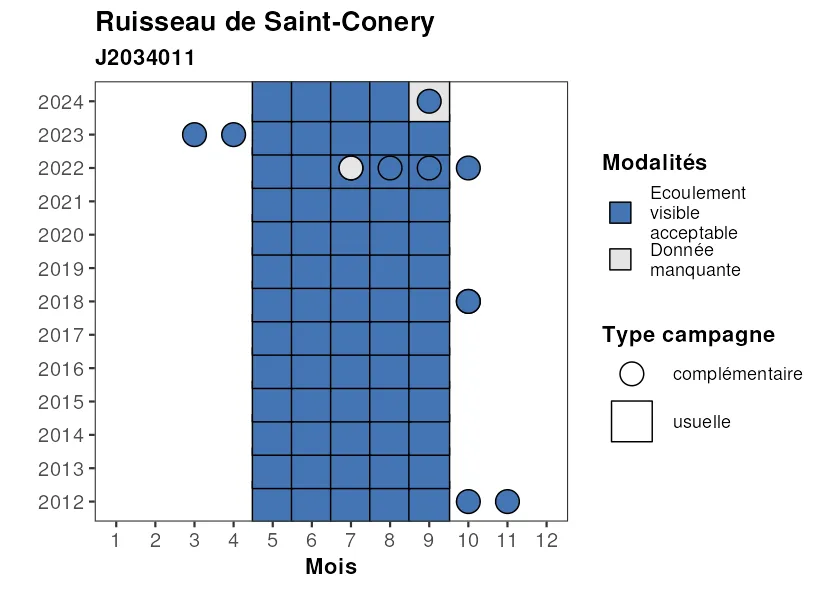 Ruisseau de Saint-Conery
J2034011
2024
2023
2022
2021
2020
2019
2018
2017
2016
2015
2014
2013
2012
1 2 3 4 5 6 7 8 9 10 11 12
Mois
Modalités
Ecoulement
visible
acceptable
Donnée
manquante
Type campagne
complémentaire
usuelle